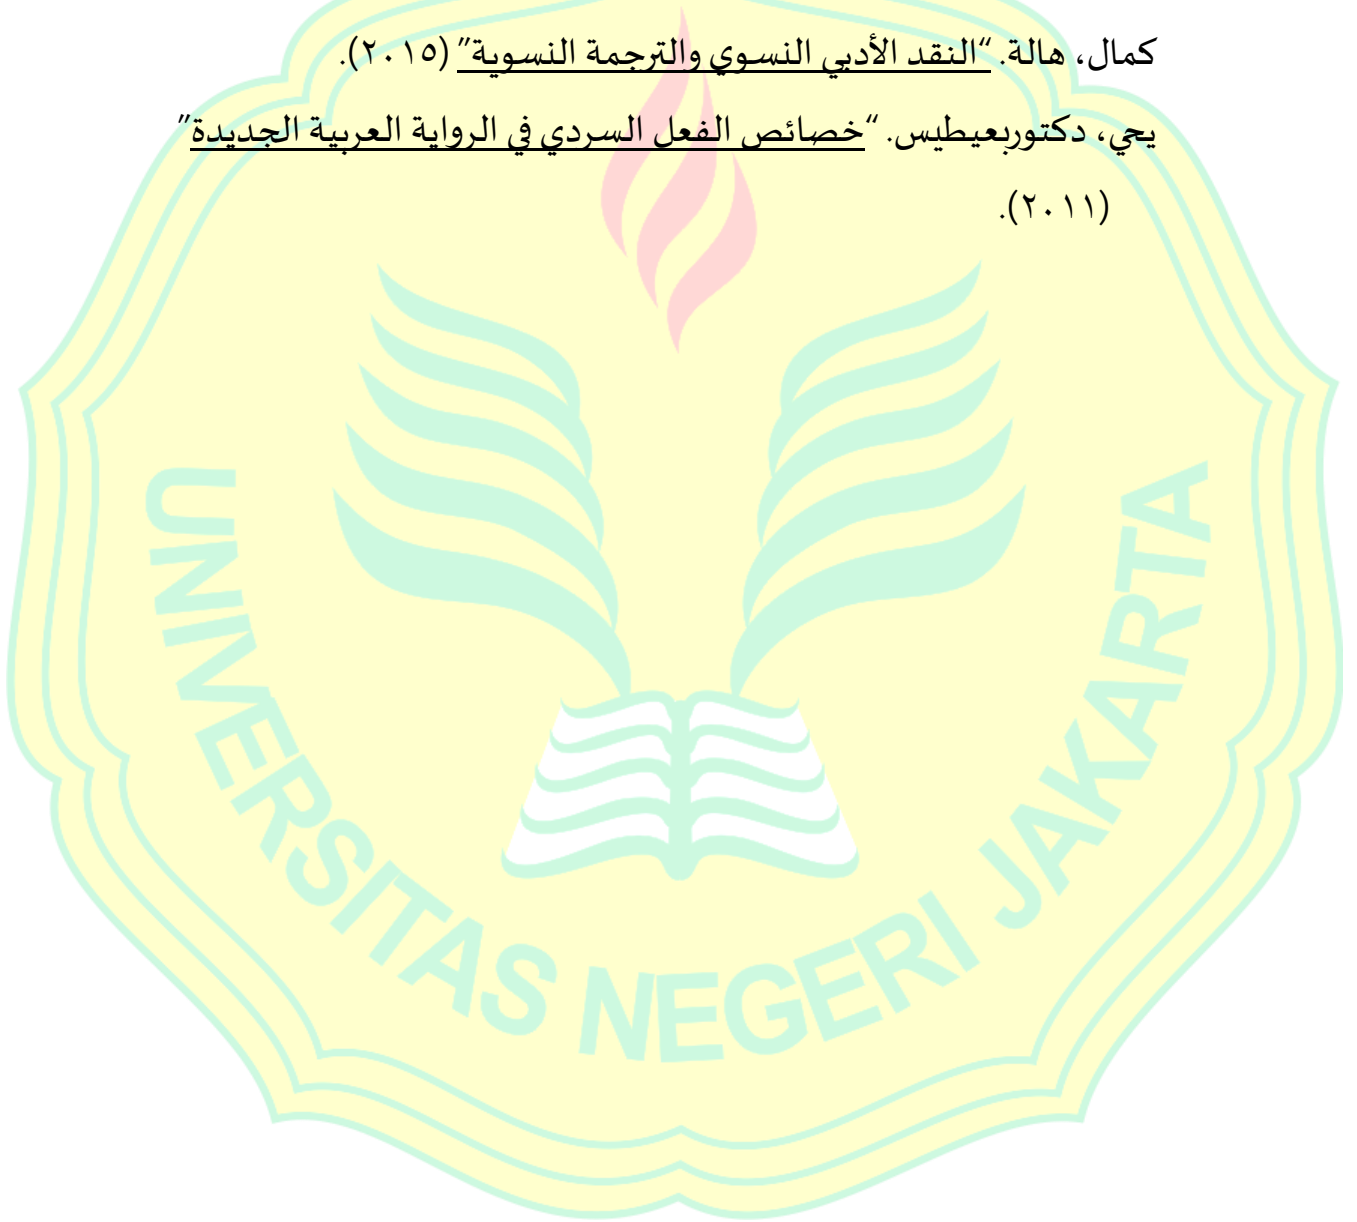 كمال، هالة. “النقد الأدبي النسوي والترجمة النسوية” (٢٠١٥).
يحي، دكتوربعيطيس. “خصائص الفعل السردي في الرواية العربية الجديدة”
(٢٠١١).
UNIVERSITAS NEGERI JAKARTA